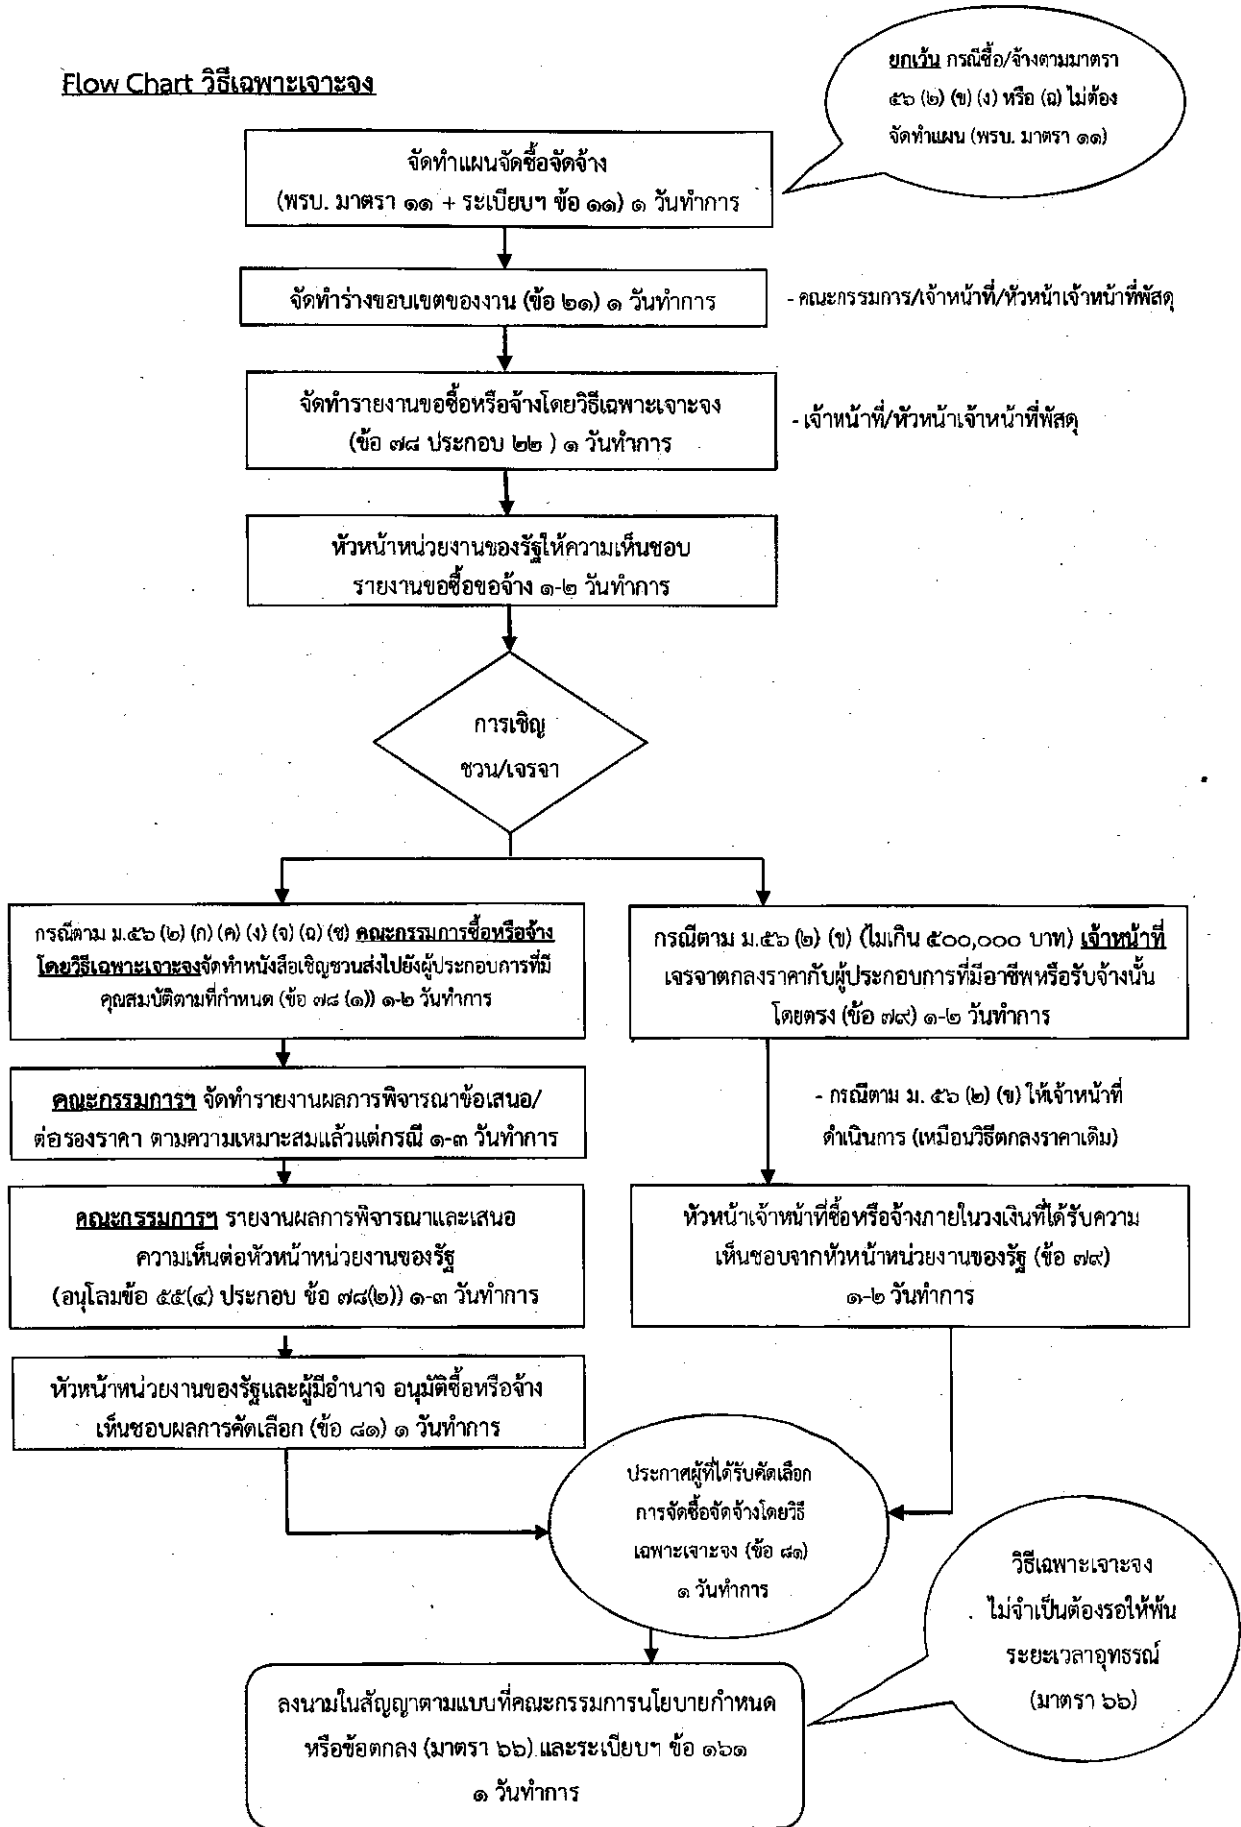 Flow Chart วิธีเฉพาะเจาะจง
ยกเว้น กรณีซื้อ/จ้างตามมาตรา
๕๖ (๒) (ข) (ง) หรือ (ฉ) ไม่ต้อง
จัดทำแผน (พรบ. มาตรา ๑๑)
จัดทำแผนจัดซื้อจัดจ้าง
(พรบ. มาตรา ๑๑ + ระเบียบฯ ข้อ ๑๑) ๑ วันทำการ
จัดทำร่างขอบเขตของงาน (ข้อ ๒๑) ๑ วันทำการ
- คณะกรรมการ/เจ้าหน้าที่/หัวหน้าเจ้าหน้าที่พัสดุ
จัดทำรายงานขอซื้อหรือจ้างโดยวิธีเฉพาะเจาะจง
(ข้อ ๗๘ ประกอบ ๒๒ ) ๑ วันทำการ
- เจ้าหน้าที่/หัวหน้าเจ้าหน้าที่พัสดุ
หัวหน้าหน่วยงานของรัฐให้ความเห็นชอบ
รายงานขอซื้อขอจ้าง ๑-๒ วันทำการ
การเชิญ
ชวน/เจรจา
กรณีตาม ม.๕๖ (๒) (ก) (ค) (ง) (จ) (ฉ) (ช) คณะกรรมการซื้อหรือจ้าง
โดยวิธีเฉพาะเจาะจงจัดทำหนังสือเชิญชวนส่งไปยังผู้ประกอบการที่มี
คุณสมบัติตามที่กำหนด (ข้อ ๗๘ (๑)) ๑-๒ วันทำการ
กรณีตาม ม.๕๖ (๒) (ข) (ไม่เกิน ๕๐๐,๐๐๐ บาท) เจ้าหน้าที่
เจรจาตกลงราคากับผู้ประกอบการที่มีอาชีพหรือรับจ้างนั้น
โดยตรง (ข้อ ๗๙) ๑-๒ วันทำการ
คณะกรรมการฯ จัดทำรายงานผลการพิจารณาข้อเสนอ/
ต่อรองราคา ตามความเหมาะสมแล้วแต่กรณี ๑-๓ วันทำการ
- กรณีตาม ม. ๕๖ (๒) (ข) ให้เจ้าหน้าที่
ดำเนินการ (เหมือนวิธีตกลงราคาเดิม)
คณะกรรมการฯ รายงานผลการพิจารณาและเสนอ
ความเห็นต่อหัวหน้าหน่วยงานของรัฐ
(อนุโลมข้อ ๕๕(๔) ประกอบ ข้อ ๗๘(๒)) ๑-๓ วันทำการ
หัวหน้าเจ้าหน้าที่ซื้อหรือจ้างภายในวงเงินที่ได้รับความ
เห็นชอบจากหัวหน้าหน่วยงานของรัฐ (ข้อ ๗๙)
๑-๒ วันทำการ
หัวหน้าหน่วยงานของรัฐและผู้มีอำนาจ อนุมัติซื้อหรือจ้าง
เห็นชอบผลการคัดเลือก (ข้อ ๘๑) ๑ วันทำการ
ประกาศผู้ที่ได้รับคัดเลือก
การจัดซื้อจัดจ้างโดยวิธี
เฉพาะเจาะจง (ข้อ ๘๑)
๑ วันทำการ
วิธีเฉพาะเจาะจง
ไม่จำเป็นต้องรอให้พ้น
ระยะเวลาอุทธรณ์
(มาตรา ๖๖)
ลงนามในสัญญาตามแบบที่คณะกรรมการนโยบายกำหนด
หรือข้อตกลง (มาตรา ๖๖) และระเบียบฯ ข้อ ๑๖๑
๑ วันทำการ